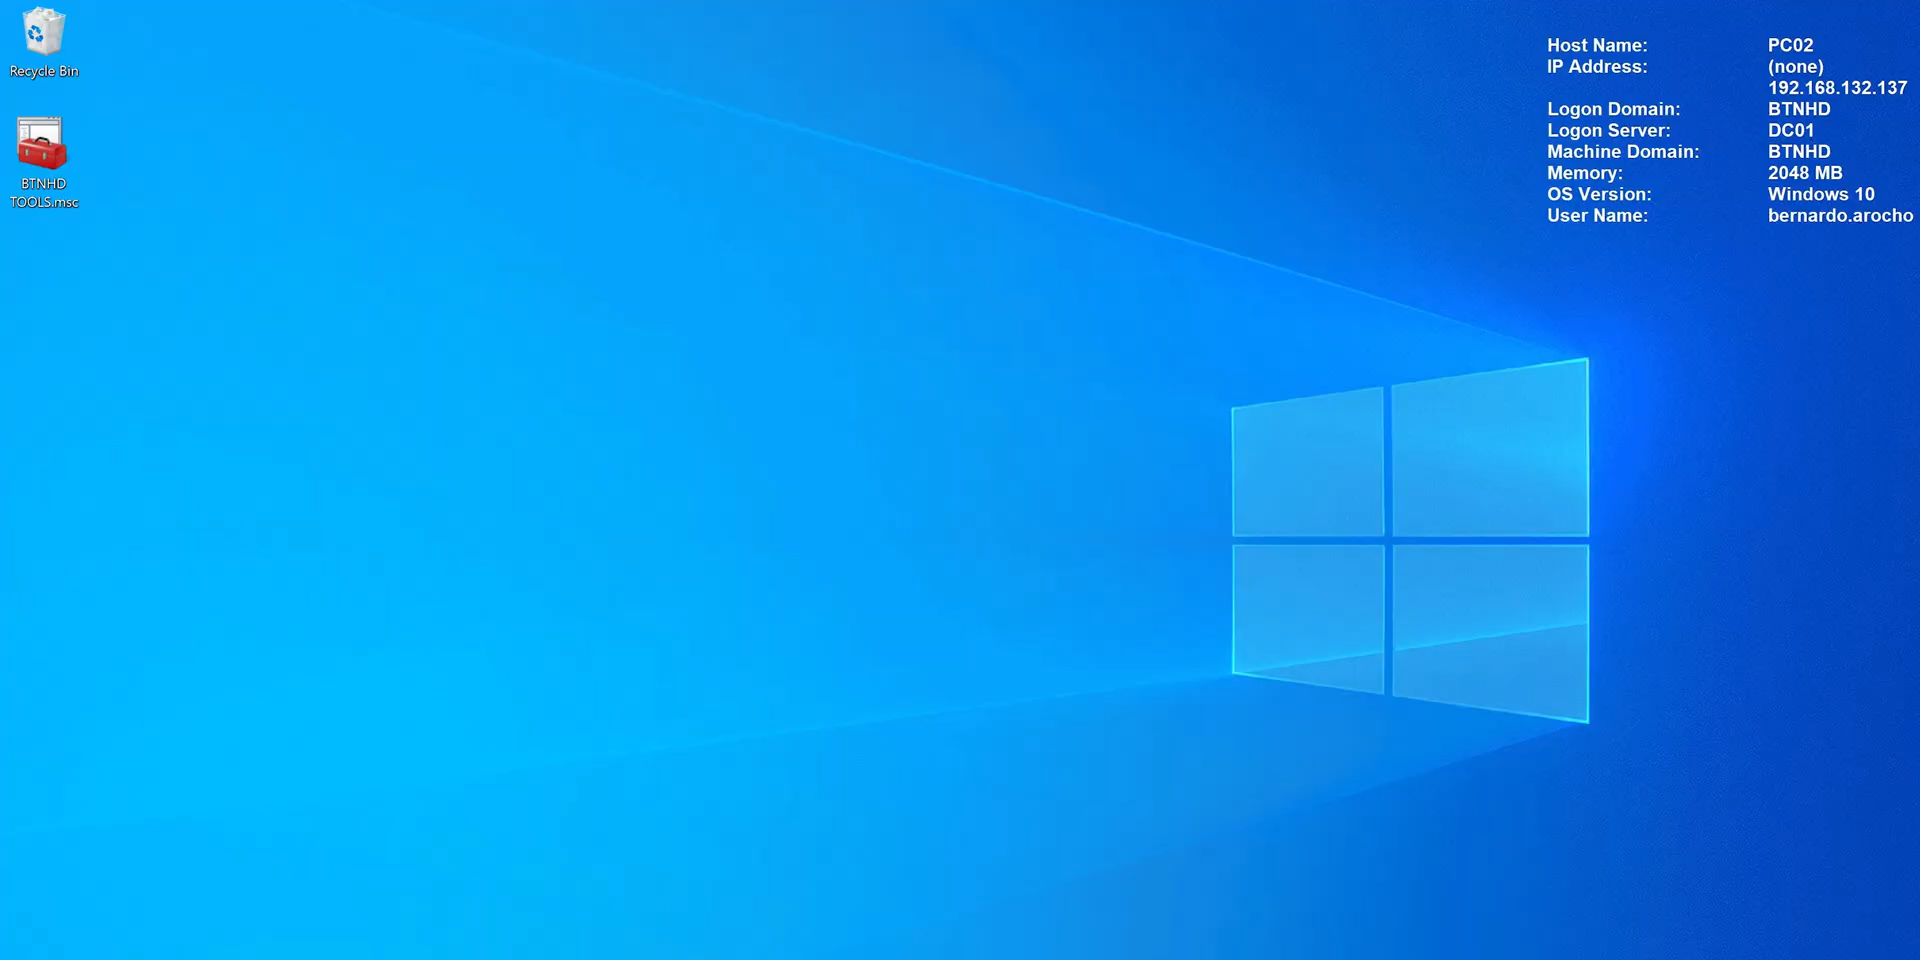 Recycle Bin
BTNHD
TOOLS.msc
Host Name: PC02
IP Address: (none)
192.168.132.137
Logon Domain: BTNHD
Logon Server: DC01
Machine Domain: BTNHD
Memory: 2048 MB
OS Version: Windows 10
User Name: bernardo.arocho